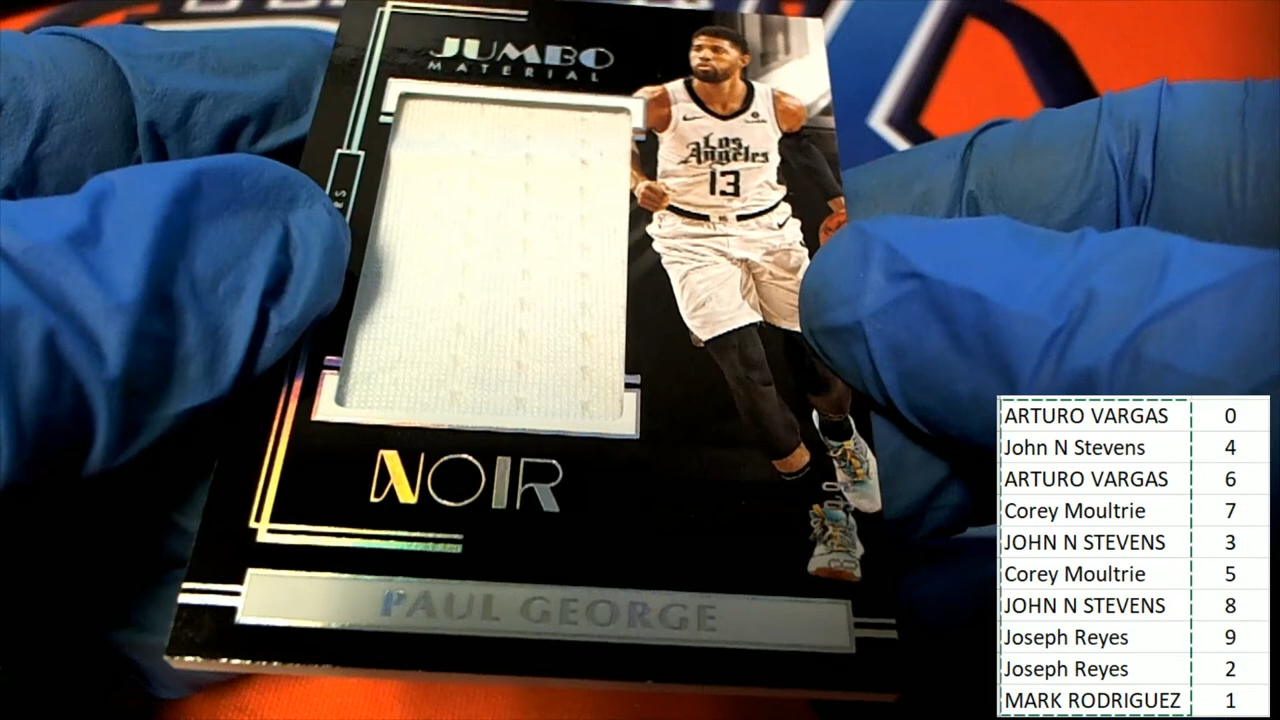 JUMBO
MATERIAL
Los
Angeles
13
NOIR
PAUL GEORGE
ARTURO VARGAS 0
John N Stevens 4
ARTURO VARGAS 6
Corey Moultrie 7
JOHN N STEVENS 3
Corey Moultrie 5
JOHN N STEVENS 8
Joseph Reyes 9
Joseph Reyes 2
MARK RODRIGUEZ 1